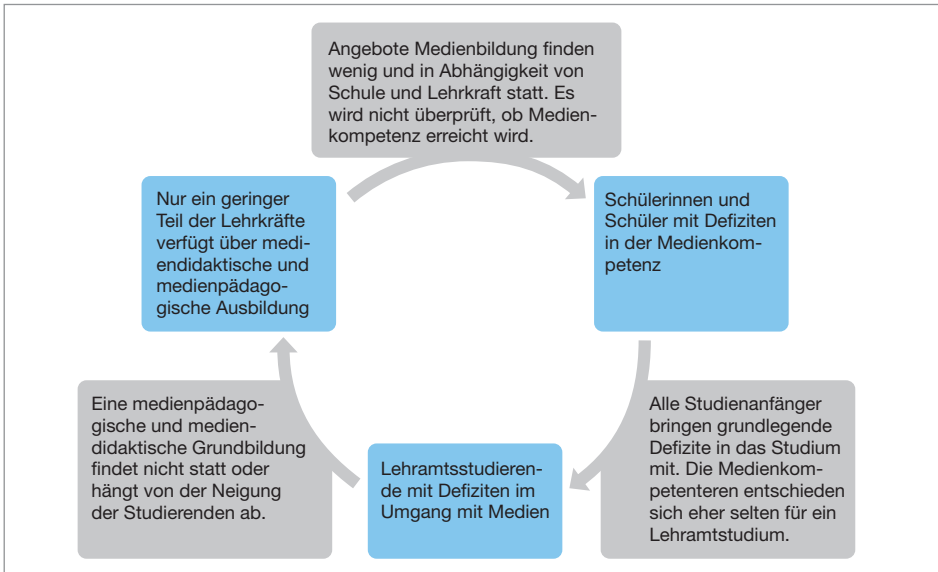 Angebote Medienbildung finden
wenig und in Abhängigkeit von
Schule und Lehrkraft statt. Es
wird nicht überprüft, ob Medien-
kompetenz erreicht wird.
Nur ein geringer
Teil der Lehrkräfte
verfügt über medi-
endidaktische und
medienpädago-
gische Ausbildung
Schülerinnen und
Schüler mit Defiziten
in der Medienkom-
petenz
Eine medienpädago-
gische und medien-
didaktische Grundbildung
findet nicht statt oder
hängt von der Neigung
der Studierenden ab.
Lehramtsstudieren-
de mit Defiziten im
Umgang mit Medien
Alle Studienanfänger
bringen grundlegende
Defizite in das Studium
mit. Die Medienkom-
petenteren entschieden
sich eher selten für ein
Lehramtstudium.